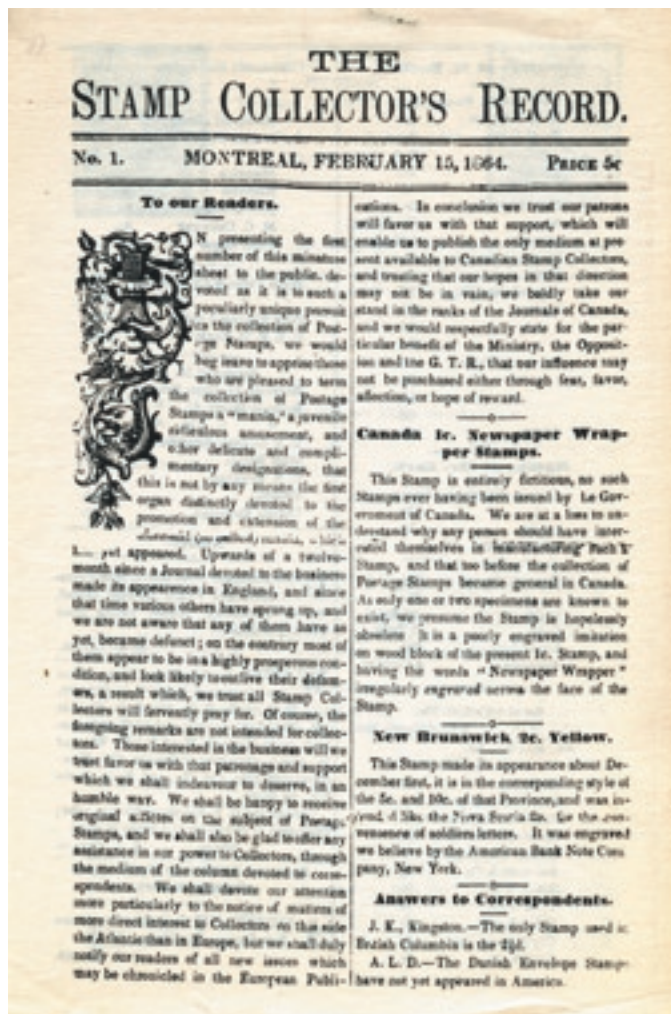 THE
STAMP COLLECTOR'S RECORD.
No. 1. MONTREAL, FEBRUARY 15, 1864. PRICE 5c
To our Readers.
N presenting the first
number of this miniature
sheet to the public, de-
voted as it is to such a
peculiarly unique pursuit
as the collection of Post-
age Stamps, we would
beg leave to apprise those
who are pleased to term
the collection of Postage
Stamps a "mania," a juvenile
ridiculous amusement, and
other delicate and compli-
mentary designations, that
this is not by any means the first
organ distinctly devoted to the
promotion and extension of the
yet appeared. Upwards of a twelve-
month since a Journal devoted to the business
made its appearence in England, and since
that time various others have sprung up, and
we are not aware that any of them have as
yet, became defunct; on the contrary most of
them appear to be in a highly prosperous con-
dition, and look likely to outlive their defam-
ers, a result which, we trust all Stamp Col-
lectors will fervently pray for. Of course, the
foregoing remarks are not intended for collec-
tors. Those interested in the business will we
trust favor us with that patronage and support
which we shall indeavour to deserve, in an
humble way. We shall be happy to receive
original articles on the subject of Postage
Stamps, and we shall also be glad to offer any
assistance in our power to Collectors, through
the medium of the column devoted to corre-
spondents. We shall devote our attention
more particularly to the notice of matters of
more direct interest to Collectors on this side
the Atlantic than in Europe, but we shall duly
notify our readers of all new issues which
may be chronicled in the European Publi-
cations. In conclusion we trust our patrons
will favor us with that support, which will
enable us to publish the only medium at pre-
sent available to Canadian Stamp Collectors,
and trusting that our hopes in that direction
may not be in vain, we boldly take our
stand in the ranks of the Journals of Canada,
and we would respectfully state for the par-
ticular benefit of the Ministry, the Opposit-
ion and the G. T. R., that our influence may
not be purchased either through fear, favor,
affection, or hope of reward.
Canada 1c. Newspaper Wrap-
per Stamps.
This Stamp is entirely fictitious, no such
Stamps ever having been issued by the Gov-
ernment of Canada. We are at a loss to un-
derstand why any person should have inter-
ested themselves in manufacturing such a
Stamp, and that too before the collection of
Postage Stamps became general in Canada.
As only one or two specimens are known to
exist, we presume the Stamp is hopelessly
obsolete. It is a poorly engraved imitation
on wood block of the present 1c. Stamp, and
having the words "Newspaper Wrapper"
irregularly engraved across the face of the
Stamp.
New Brunswick 2c. Yellow.
This Stamp made its appearance about De-
cember first, it is in the corresponding style of
the 5c. and 10c. of that Province, and was in-
tended, like the Nova Scotia 5c. for the con-
venence of soldiers letters. It was engraved
we believe by the American Bank Note Com
pany, New York.
Answers to Correspondents.
J. K., Kingston.—The only Stamp used in
British Columbia is the 2½d.
A. L. D.—The Danish Envelope Stamps
have not yet appeared in America.